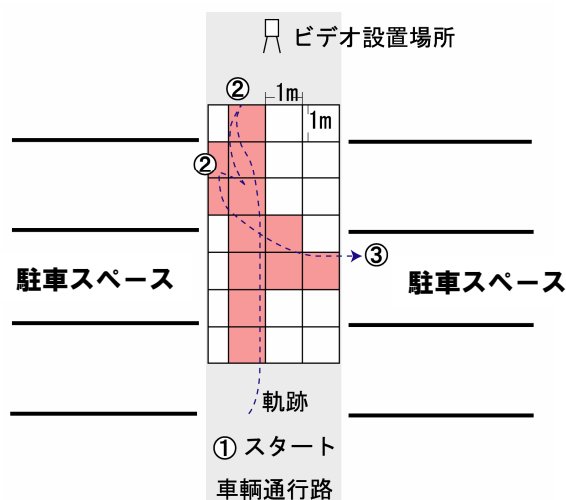 ビデオ設置場所
②
1m
1m
②
③
駐車スペース
駐車スペース
軌跡
①スタート
車輌通行路